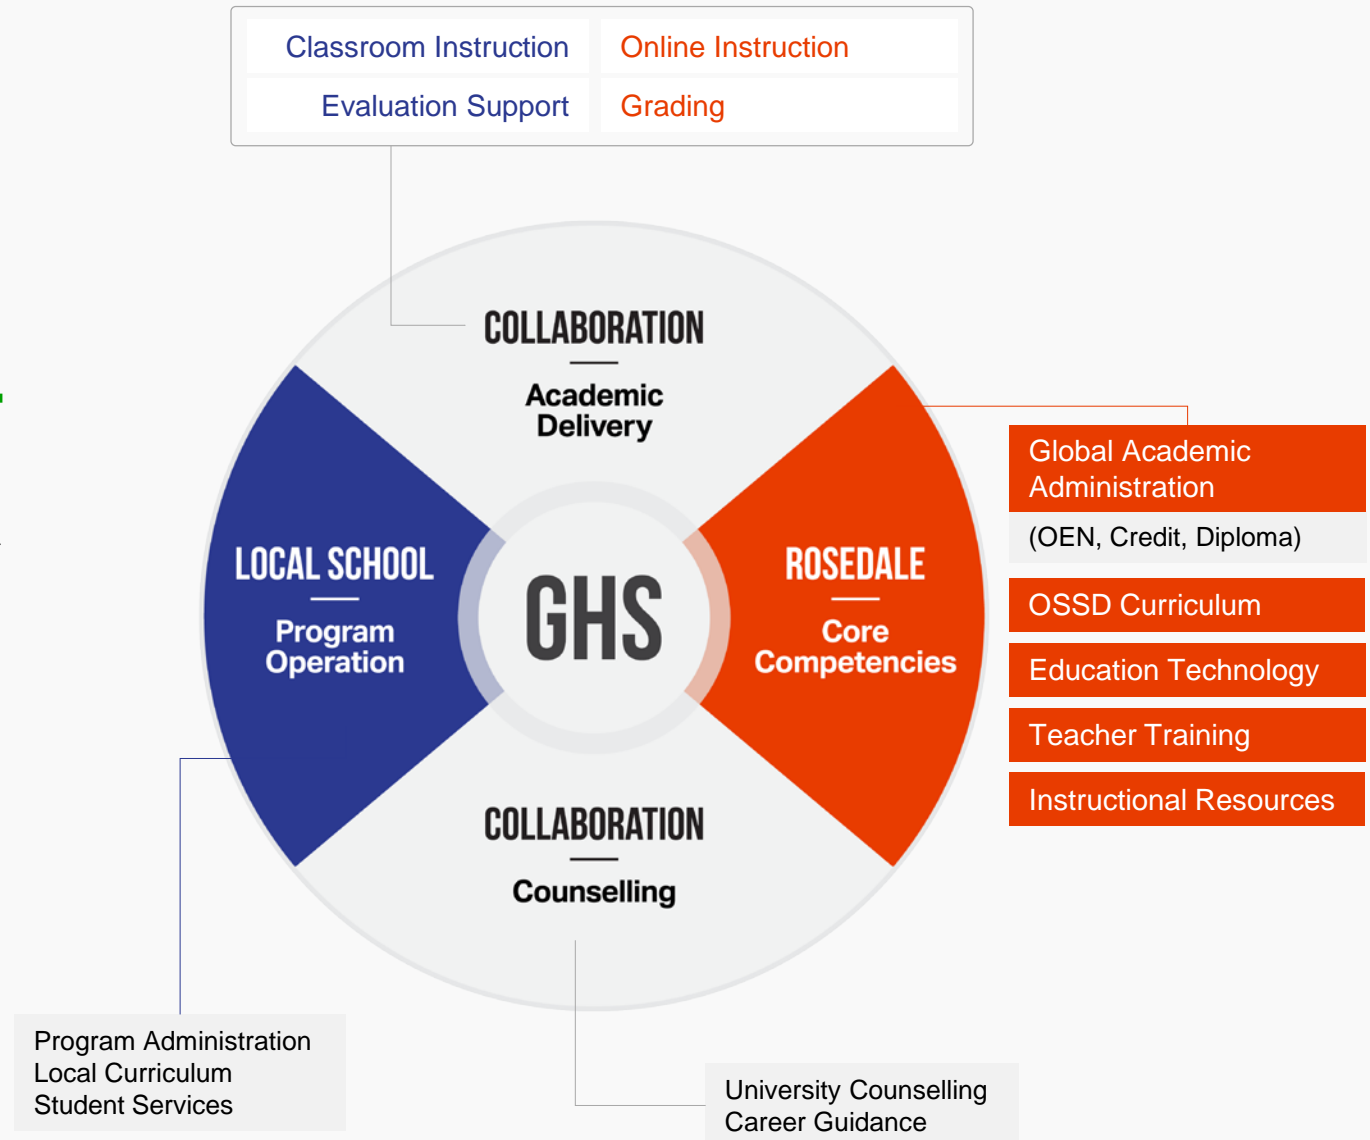 Classroom Instruction
Online Instruction
Evaluation Support
Grading
COLLABORATION
Academic
Delivery
LOCAL SCHOOL
Program
Operation
GHS
ROSEDALE
Core
Competencies
COLLABORATION
Counselling
Global Academic
Administration
(OEN, Credit, Diploma)
OSSD Curriculum
Education Technology
Teacher Training
Instructional Resources
Program Administration
Local Curriculum
Student Services
University Counselling
Career Guidance